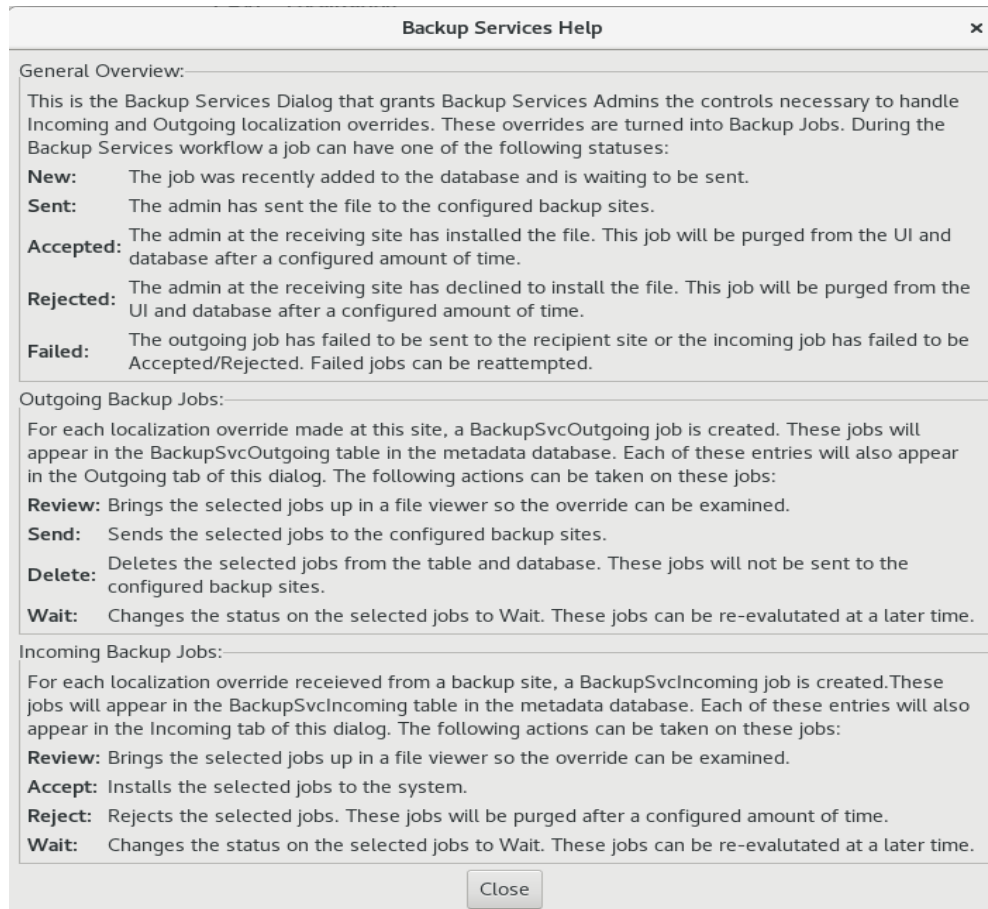 Backup Services Help
×
General Overview:
This is the Backup Services Dialog that grants Backup Services Admins the controls necessary to handle
Incoming and Outgoing localization overrides. These overrides are turned into Backup Jobs. During the
Backup Services workflow a job can have one of the following statuses:
New: The job was recently added to the database and is waiting to be sent.
Sent: The admin has sent the file to the configured backup sites.
Accepted: The admin at the receiving site has installed the file. This job will be purged from the UI and
database after a configured amount of time.
Rejected: The admin at the receiving site has declined to install the file. This job will be purged from the
UI and database after a configured amount of time.
Failed: The outgoing job has failed to be sent to the recipient site or the incoming job has failed to be
Accepted/Rejected. Failed jobs can be reattempted.
Outgoing Backup Jobs:
For each localization override made at this site, a BackupSvcOutgoing job is created. These jobs will
appear in the BackupSvcOutgoing table in the metadata database. Each of these entries will also appear
in the Outgoing tab of this dialog. The following actions can be taken on these jobs:
Review: Brings the selected jobs up in a file viewer so the override can be examined.
Send: Sends the selected jobs to the configured backup sites.
Delete: Deletes the selected jobs from the table and database. These jobs will not be sent to the
configured backup sites.
Wait: Changes the status on the selected jobs to Wait. These jobs can be re-evalutated at a later time.
Incoming Backup Jobs:
For each localization override receieved from a backup site, a BackupSvcIncoming job is created.These
jobs will appear in the BackupSvcIncoming table in the metadata database. Each of these entries will also
appear in the Incoming tab of this dialog. The following actions can be taken on these jobs:
Review: Brings the selected jobs up in a file viewer so the override can be examined.
Accept: Installs the selected jobs to the system.
Reject: Rejects the selected jobs. These jobs will be purged after a configured amount of time.
Wait: Changes the status on the selected jobs to Wait. These jobs can be re-evalutated at a later time.
Close